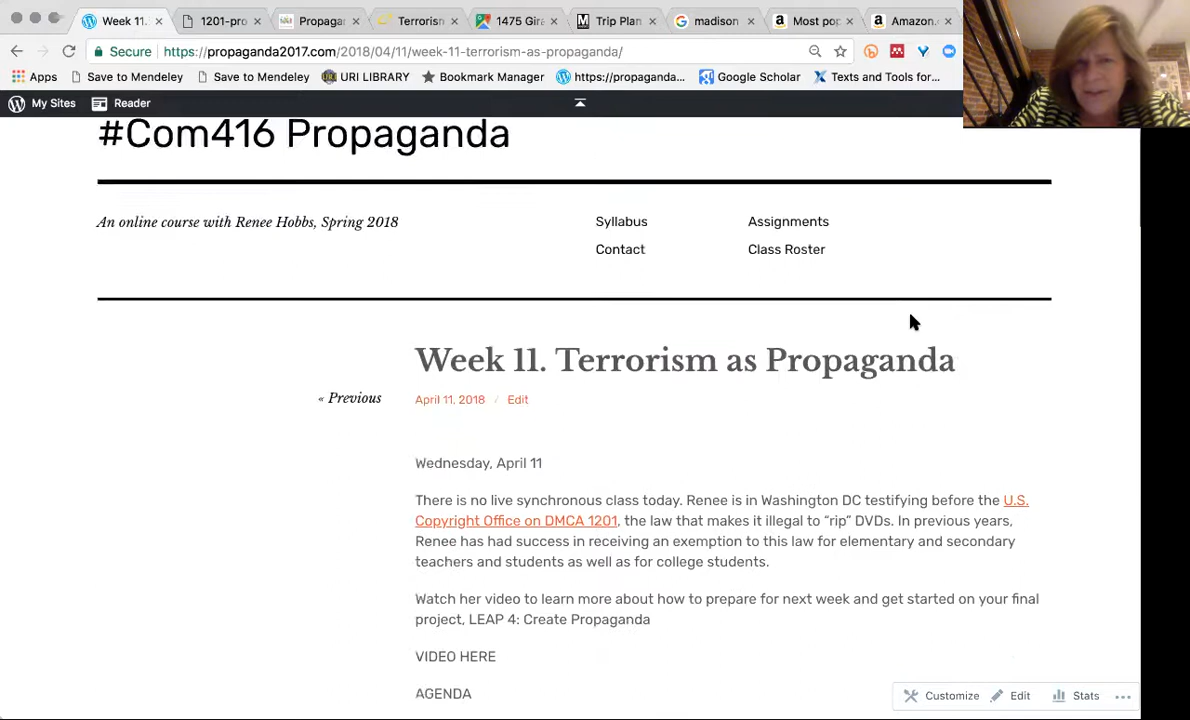 Week 11. 1201-pro Propagan Terrorism 1475 Gira Trip Plan madison Most pop Amazon.c
Secure https://propaganda2017.com/2018/04/11/week-11-terrorism-as-propaganda/
Apps Save to Mendeley Save to Mendeley URI LIBRARY Bookmark Manager https://propaganda... Google Scholar Texts and Tools for...
My Sites Reader
#Com416 Propaganda
An online course with Renee Hobbs, Spring 2018
Syllabus Assignments
Contact Class Roster
Week 11. Terrorism as Propaganda
« Previous
April 11, 2018 / Edit
Wednesday, April 11
There is no live synchronous class today. Renee is in Washington DC testifying before the U.S.
Copyright Office on DMCA 1201, the law that makes it illegal to “rip” DVDs. In previous years,
Renee has had success in receiving an exemption to this law for elementary and secondary
teachers and students as well as for college students.
Watch her video to learn more about how to prepare for next week and get started on your final
project, LEAP 4: Create Propaganda
VIDEO HERE
AGENDA
Customize Edit Stats ...